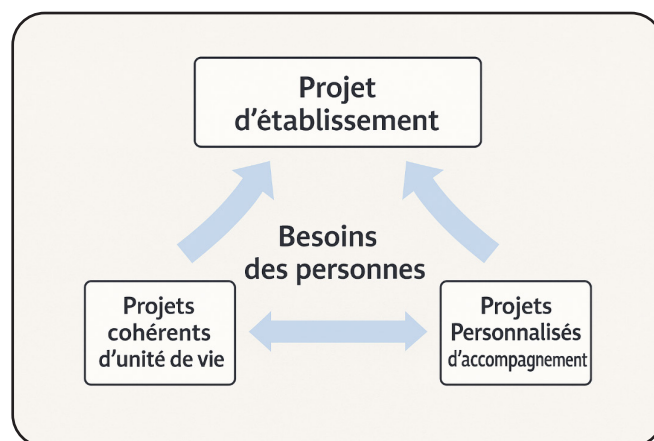 Projet
d'établissement
Besoins
des personnes
Projets
cohérents
d'unité de vie
Projets
Personnalisés
d'accompagnement